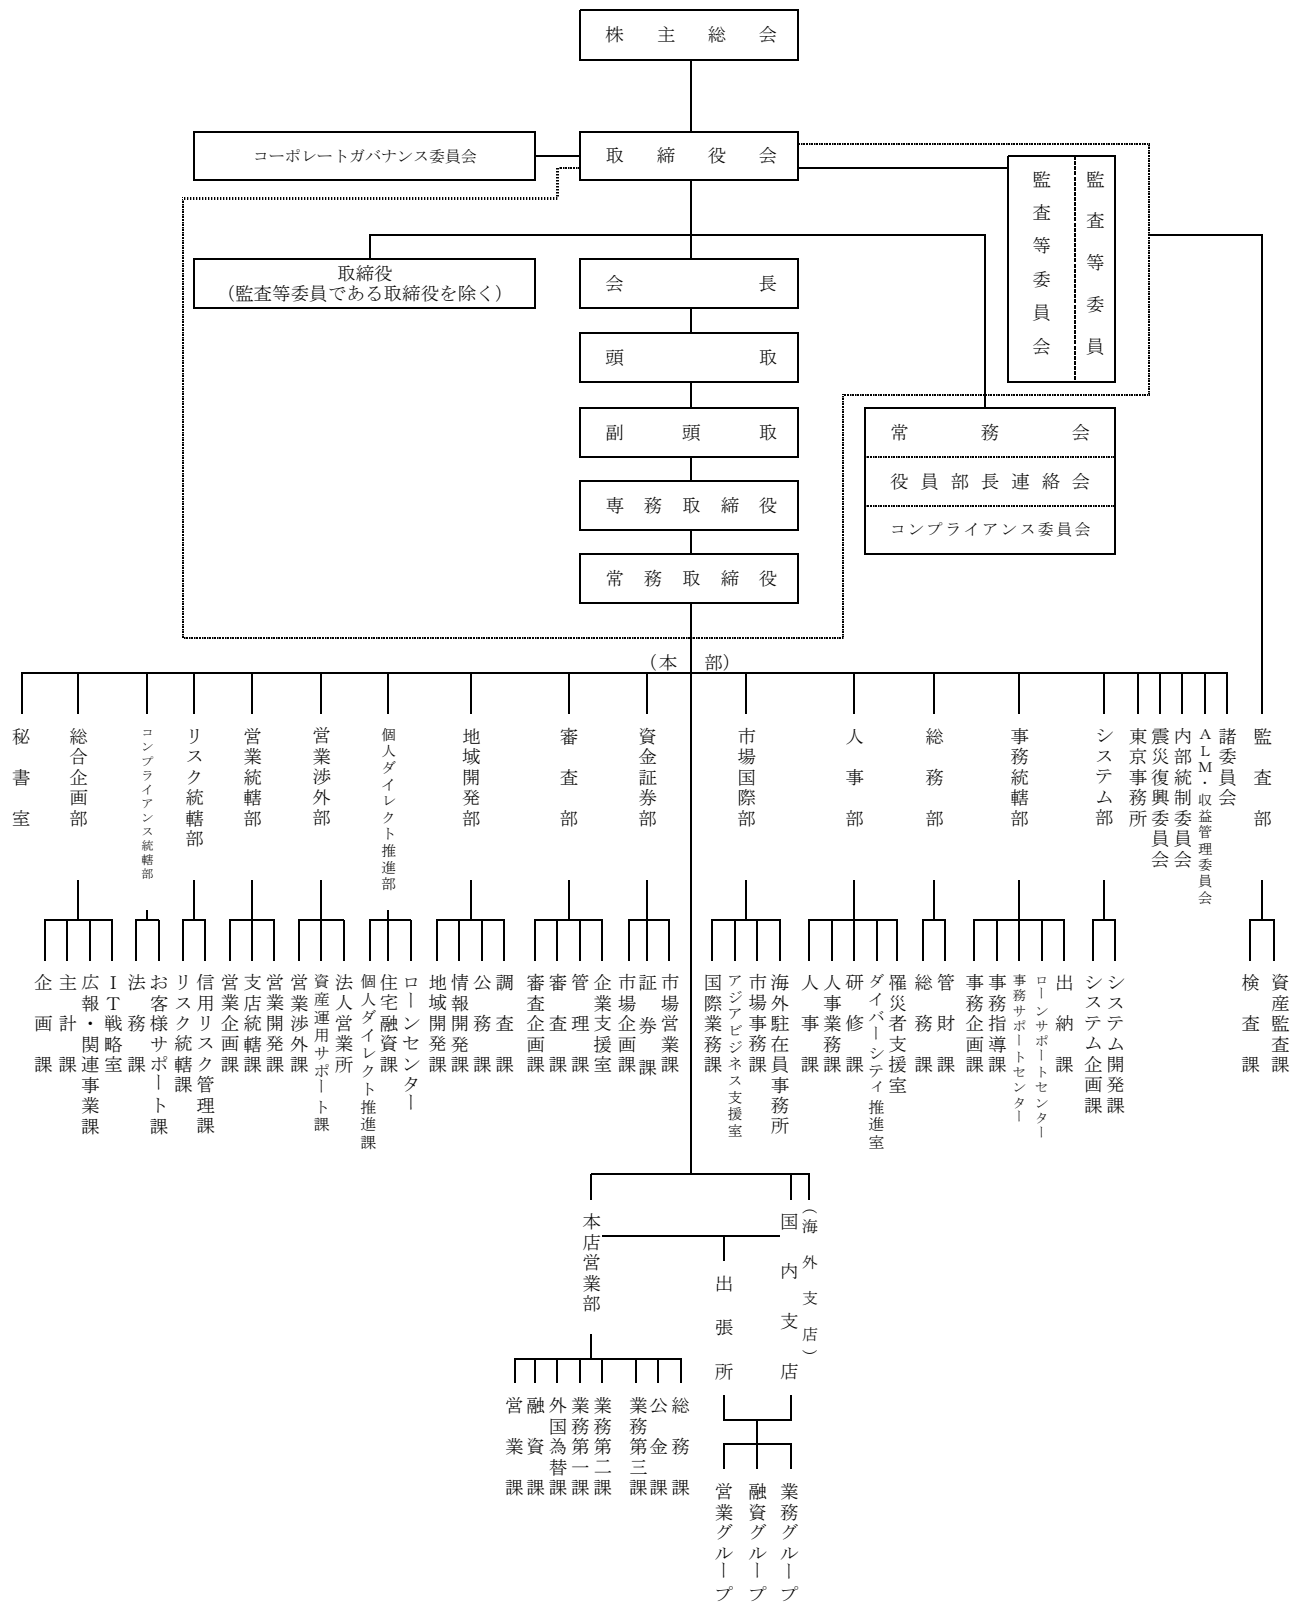 株主総会
コーポレートガバナンス委員会
取締役会
監査等委員会
監査等委員
取締役
(監査等委員である取締役を除く)
会長
頭取
副頭取
専務取締役
常務取締役
常務会
役員部長連絡会
コンプライアンス委員会
(本部)
秘書室
総合企画部
コンプライアンス統轄部
リスク統轄部
営業統轄部
営業渉外部
個人ダイレクト推進部
地域開発部
審査部
資金証券部
市場国際部
人事部
総務部
事務統轄部
システム部
東京事務所
震災復興委員会
内部統制委員会
ALM・収益管理委員会
諸委員会
監査部
企画課
主計課
広報・関連事業課
IT戦略室
法務課
お客様サポート課
リスク統轄課
信用リスク管理課
営業企画課
支店統轄課
営業開発課
営業渉外課
資産運用サポート課
法人営業所
個人ダイレクト推進課
住宅融資課
ローンセンター
地域開発課
情報開発課
公務課
調査課
審査企画課
審査課
管理課
企業支援室
市場企画課
証券課
市場営業課
国際業務課
アジアビジネス支援室
市場事務課
海外駐在員事務所
人事課
人事業務課
研修課
ダイバーシティ推進室
罹災者支援室
総務課
管財課
事務企画課
事務指導課
事務サポートセンター
ローンサポートセンター
出納課
システム企画課
システム開発課
検査課
資産監査課
本店営業部
出張所
国内支店
(海外支店)
営業課
融資課
外国為替課
業務第一課
業務第二課
業務第三課
公金課
総務課
営業グループ
融資グループ
業務グループ